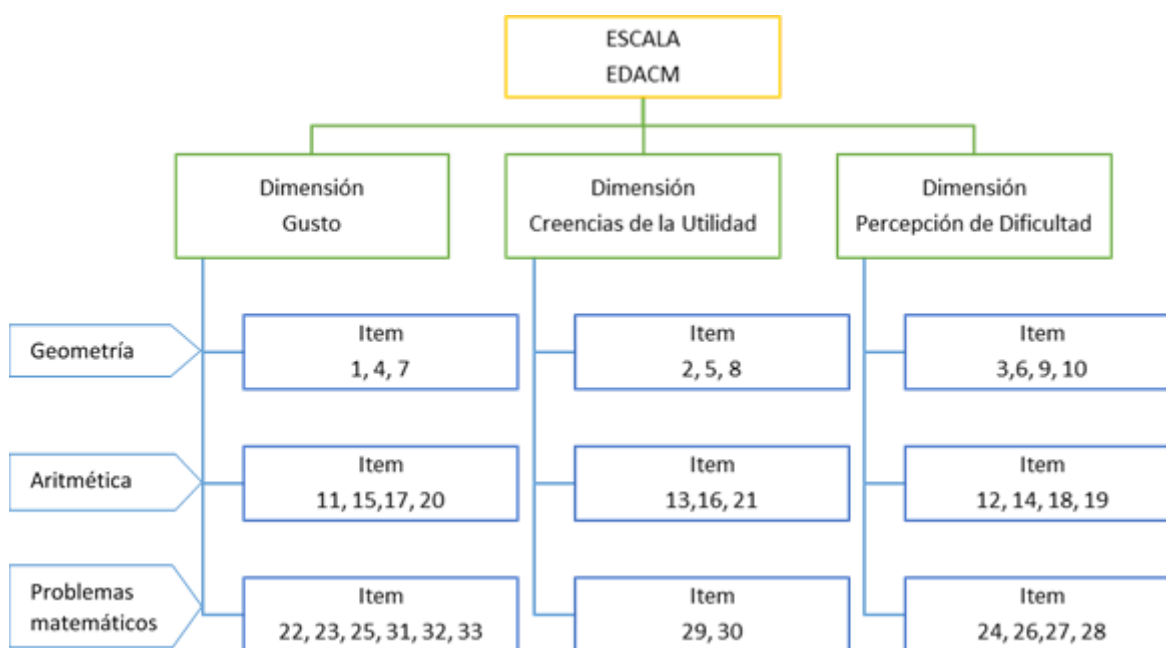 ESCALA
EDACM
Dimensión
Gusto
Dimensión
Creencias de la Utilidad
Dimensión
Percepción de Dificultad
Geometría
Item
1, 4, 7
Item
2, 5, 8
Item
3,6, 9, 10
Aritmética
Item
11, 15,17, 20
Item
13,16, 21
Item
12, 14, 18, 19
Problemas
matemáticos
Item
22, 23, 25, 31, 32, 33
Item
29, 30
Item
24, 26,27, 28